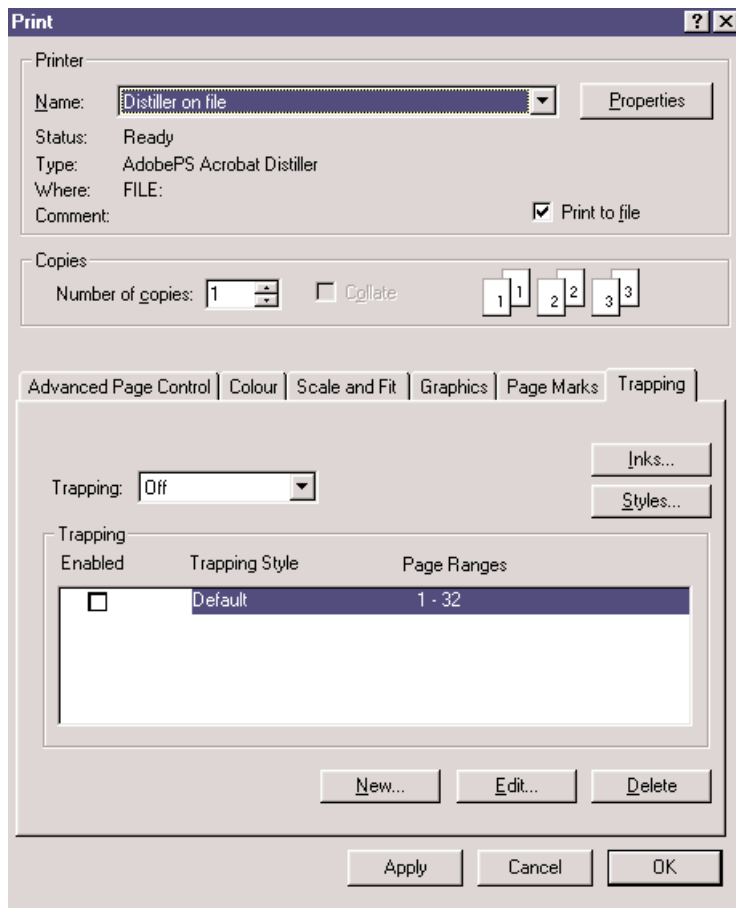 Print
Printer
Name: Distiller on file Properties
Status: Ready
Type: AdobePS Acrobat Distiller
Where: FILE:
Comment: Print to file
Copies
Number of copies: 1 Collate 1 1 2 2 3 3
Advanced Page Control Colour Scale and Fit Graphics Page Marks Trapping
Inks...
Trapping: Off
Styles...
Trapping
Enabled Trapping Style Page Ranges
Default 1 - 32
New... Edit... Delete
Apply Cancel OK